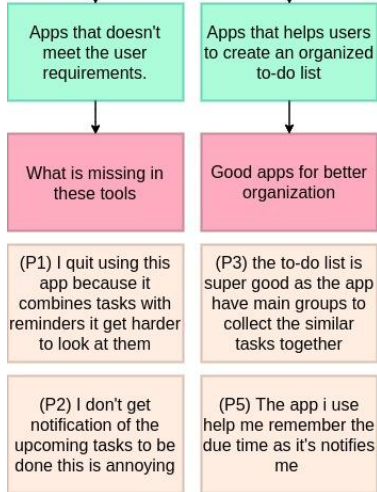 Apps that doesn't
meet the user
requirements.
Apps that helps users
to create an organized
to-do list
What is missing in
these tools
Good apps for better
organization
(P1) I quit using this
app because it
combines tasks with
reminders it get harder
to look at them
(P3) the to-do list is
super good as the app
have main groups to
collect the similar
tasks together
(P2) I don't get
notification of the
upcoming tasks to be
done this is annoying
(P5) The app i use
help me remember the
due time as it's notifies
me